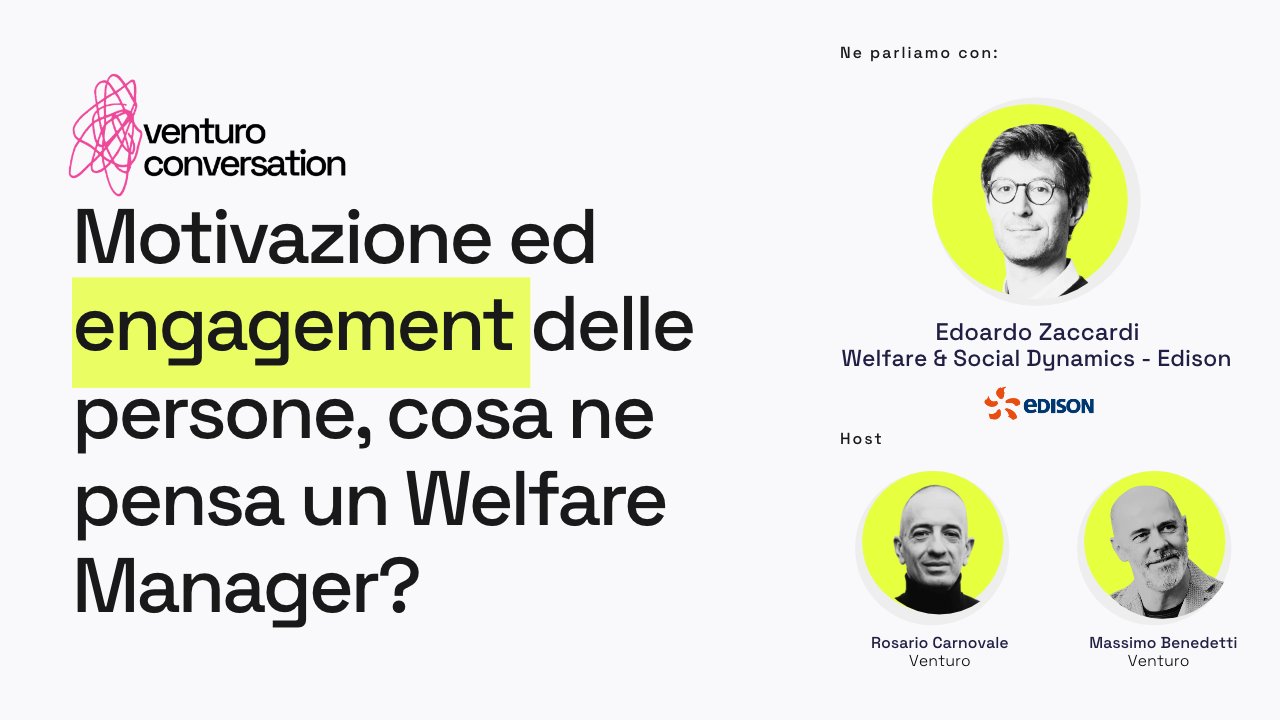 venturo
conversation
Motivazione ed
engagement delle
persone, cosa ne
pensa un Welfare
Manager?
Ne parliamo con:
Edoardo Zaccardi
Welfare & Social Dynamics - Edison
EDISON
Host
Rosario Carnovale
Venturo
Massimo Benedetti
Venturo